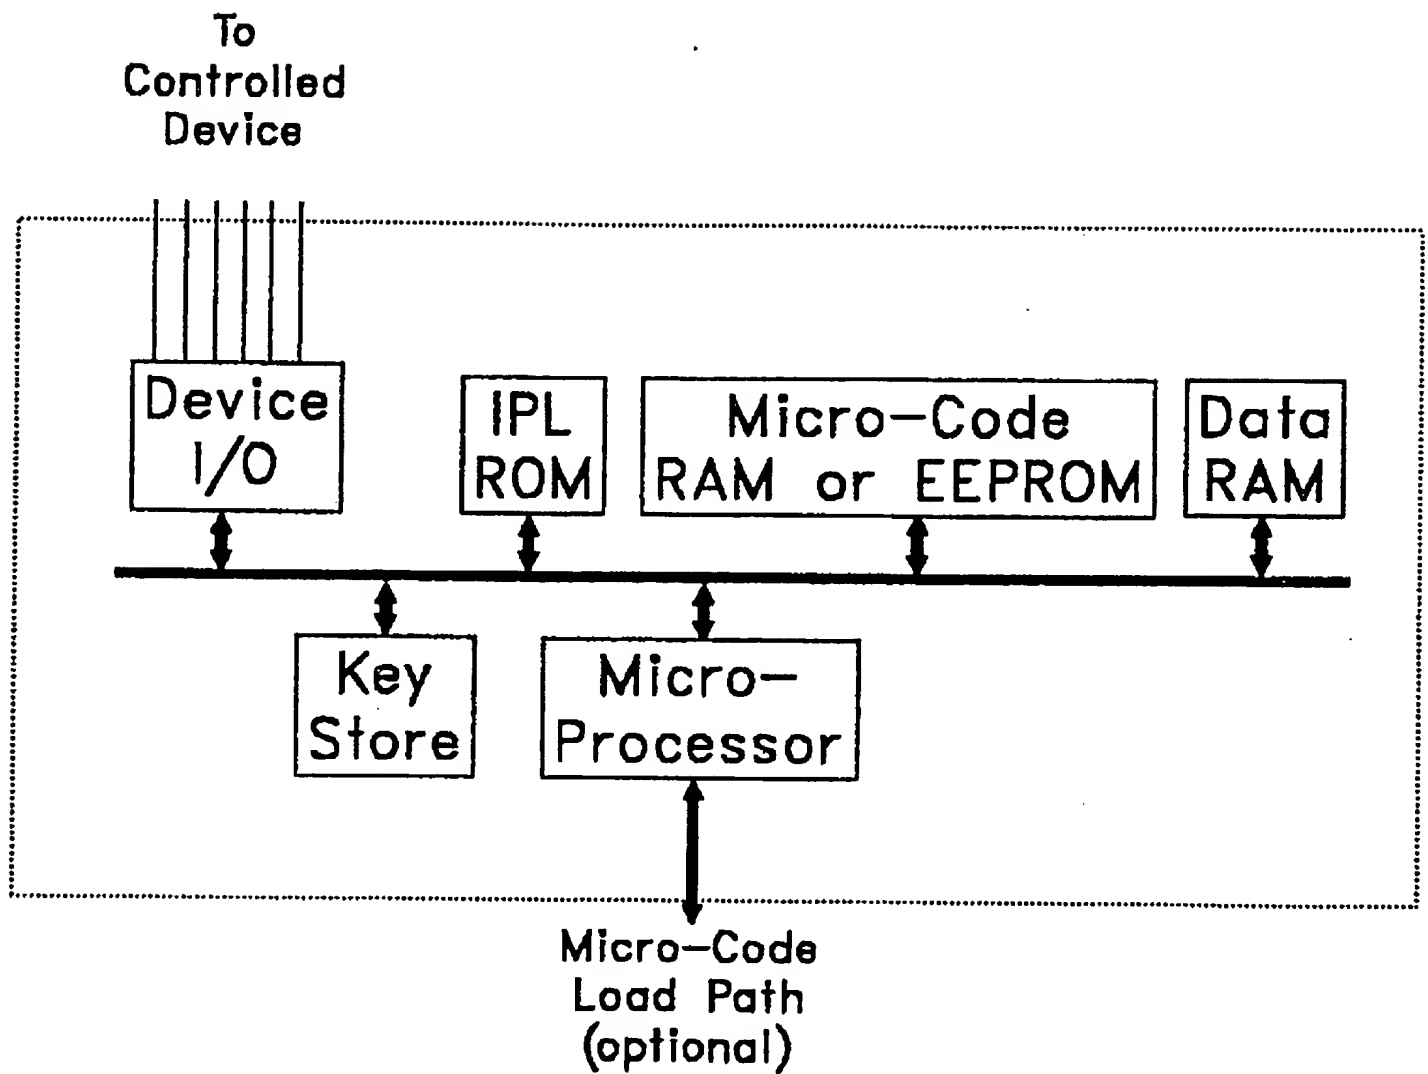 To
Controlled
Device
Device
I/O
IPL
ROM
Micro-Code
RAM or EEPROM
Data
RAM
Key
Store
Micro-
Processor
Micro-Code
Load Path
(optional)